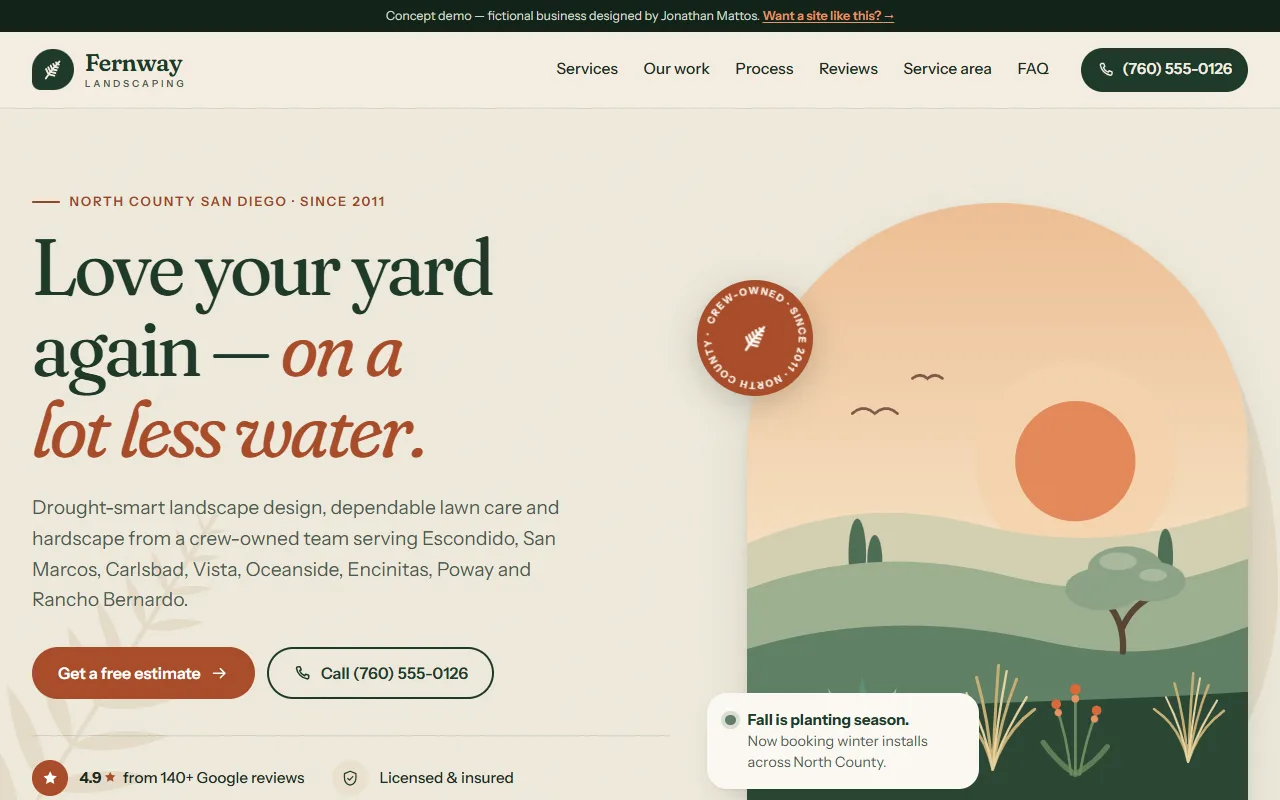 Concept demo — fictional business designed by Jonathan Mattos. Want a site like this? →
Fernway
LANDSCAPING
Services Our work Process Reviews Service area FAQ (760) 555-0126
NORTH COUNTY SAN DIEGO · SINCE 2011
Love your yard
again — on a
lot less water.
Drought-smart landscape design, dependable lawn care and
hardscape from a crew-owned team serving Escondido, San
Marcos, Carlsbad, Vista, Oceanside, Encinitas, Poway and
Rancho Bernardo.
Get a free estimate →
Call (760) 555-0126
4.9 ★ from 140+ Google reviews
Licensed & insured
CREW-OWNED · SINCE 2011 · NORTH COUNTY ·
Fall is planting season.
Now booking winter installs
across North County.